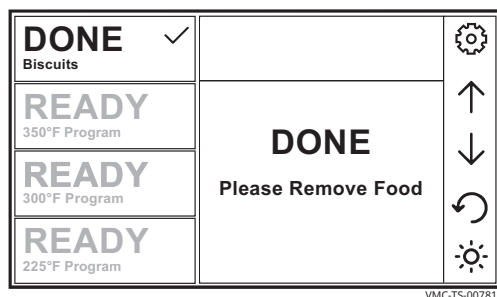 DONE
Biscuits
READY
350°F Program
READY
300°F Program
READY
225°F Program
DONE
Please Remove Food
VMC-TS-00781